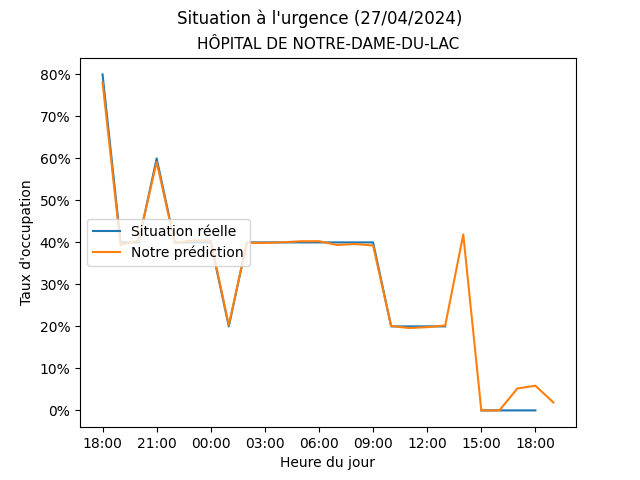 Situation à l'urgence (27/04/2024)
HÔPITAL DE NOTRE-DAME-DU-LAC
80%
70%
60%
50%
40%
30%
20%
10%
0%
Taux d'occupation
Situation réelle
Notre prédiction
18:00 21:00 00:00 03:00 06:00 09:00 12:00 15:00 18:00
Heure du jour